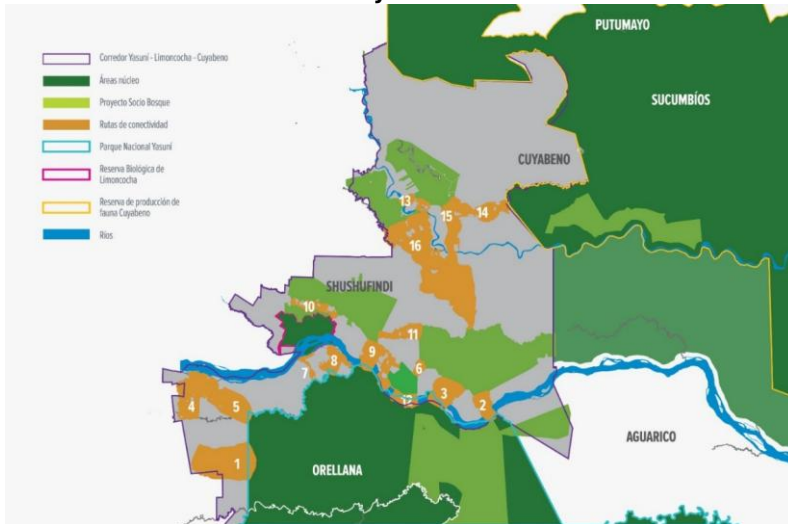 Corredor Yasuní - Limoncocha - Cuyabeno
Áreas núcleo
Proyecto Socio Bosque
Rutas de conectividad
Parque Nacional Yasuní
Reserva Biológica de
Limoncocha
Reserva de producción de
fauna Cuyabeno
Ríos
PUTUMAYO
SUCUMBÍOS
CUYABENO
13
15
14
16
SHUSHUFINDI
10
11
9
8
7
6
4
5
3
2
12
1
ORELLANA
AGUARICO